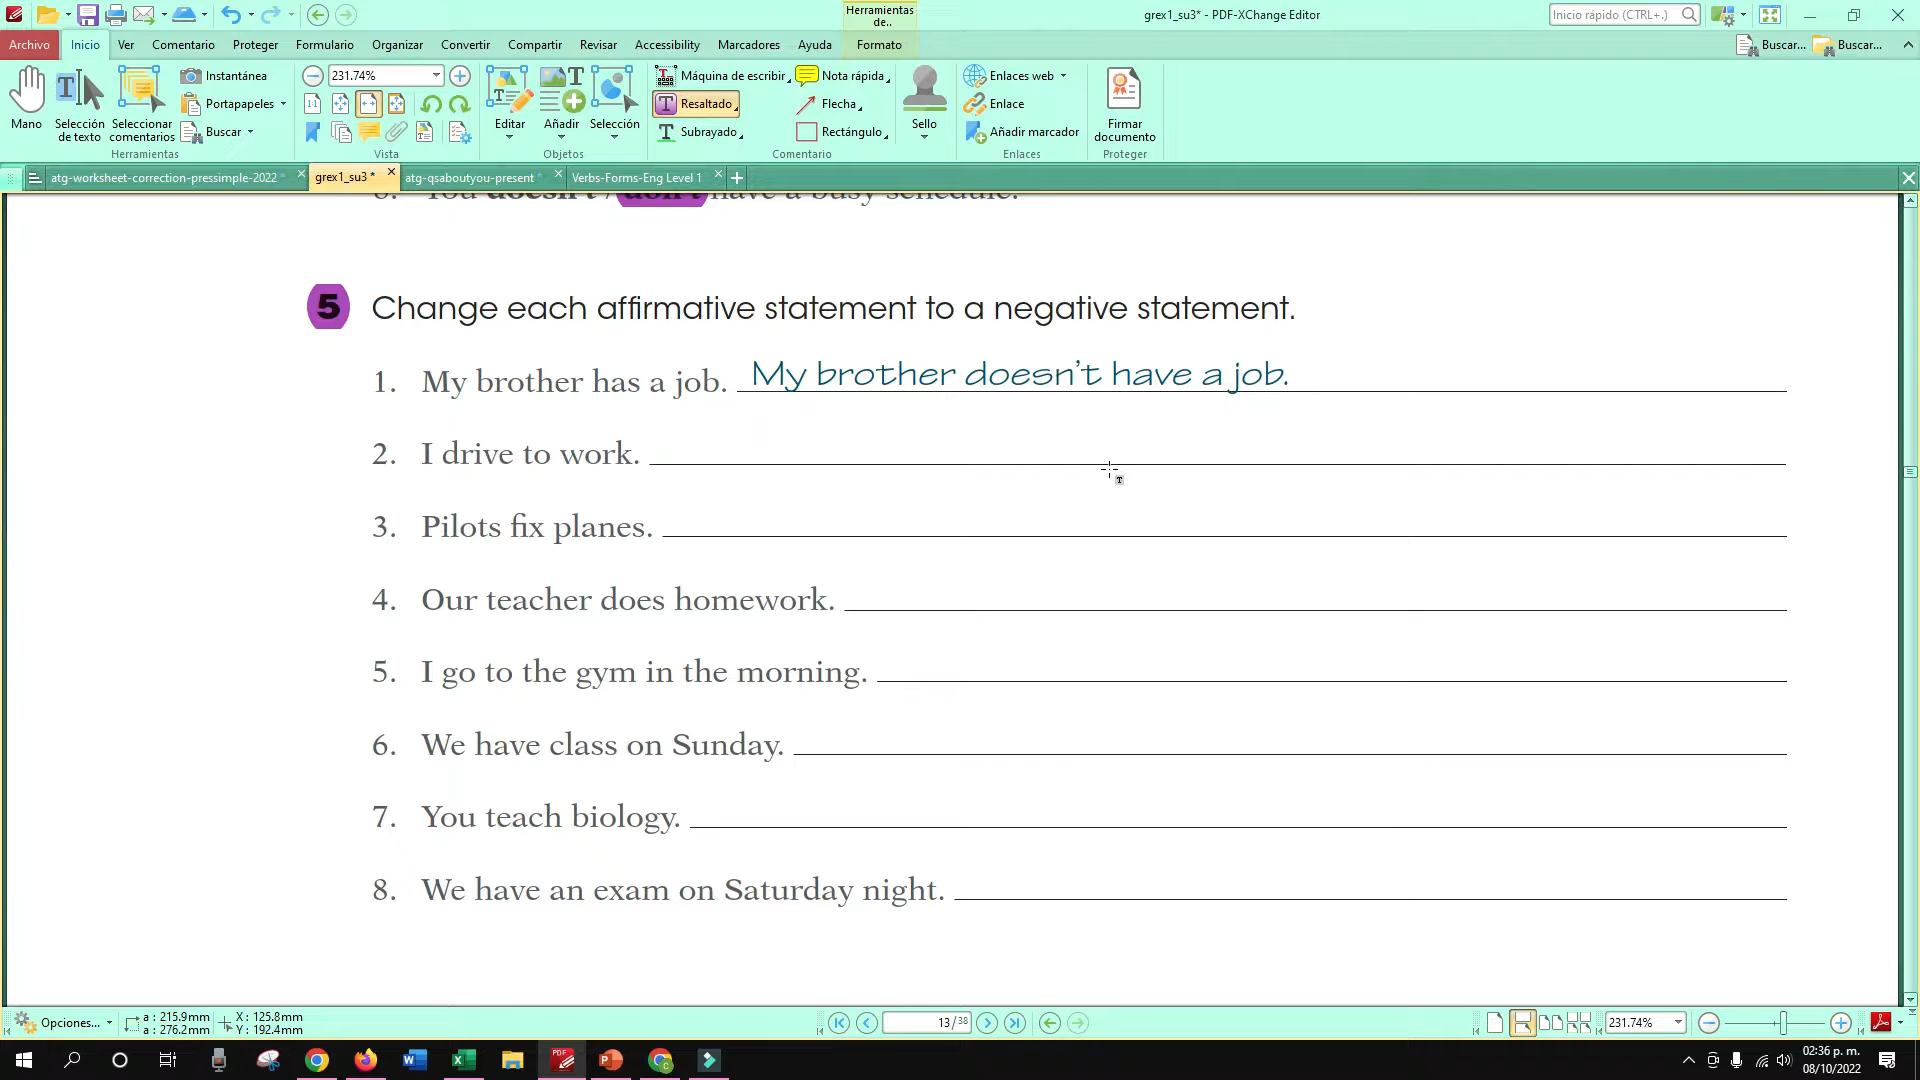 Herramientas de..
grex1_su3* - PDF-XChange Editor
Inicio rápido (CTRL+.)
Archivo Inicio Ver Comentario Proteger Formulario Organizar Convertir Compartir Revisar Accessibility Marcadores Ayuda Formato Buscar... Buscar...
Mano
Selección de texto
Seleccionar comentarios
Instantánea
Portapapeles
Buscar
Herramientas
231.74%
Vista
Editar
Añadir
Selección
Objetos
Máquina de escribir
Resaltado
Subrayado
Nota rápida
Flecha
Rectángulo
Comentario
Sello
Enlaces web
Enlace
Añadir marcador
Enlaces
Firmar documento
Proteger
atg-worksheet-correction-pressimple-2022 *
grex1_su3 *
atg-qsaboutyou-present *
Verbs-Forms-Eng Level 1
You doesn't / don't have a busy schedule.
5 Change each affirmative statement to a negative statement.
1. My brother has a job. My brother doesn't have a job.
2. I drive to work.
3. Pilots fix planes.
4. Our teacher does homework.
5. I go to the gym in the morning.
6. We have class on Sunday.
7. You teach biology.
8. We have an exam on Saturday night.
Opciones...
a : 215.9mm
a : 276.2mm
X : 125.8mm
Y : 192.4mm
13 / 38
231.74%
02:36 p. m.
08/10/2022